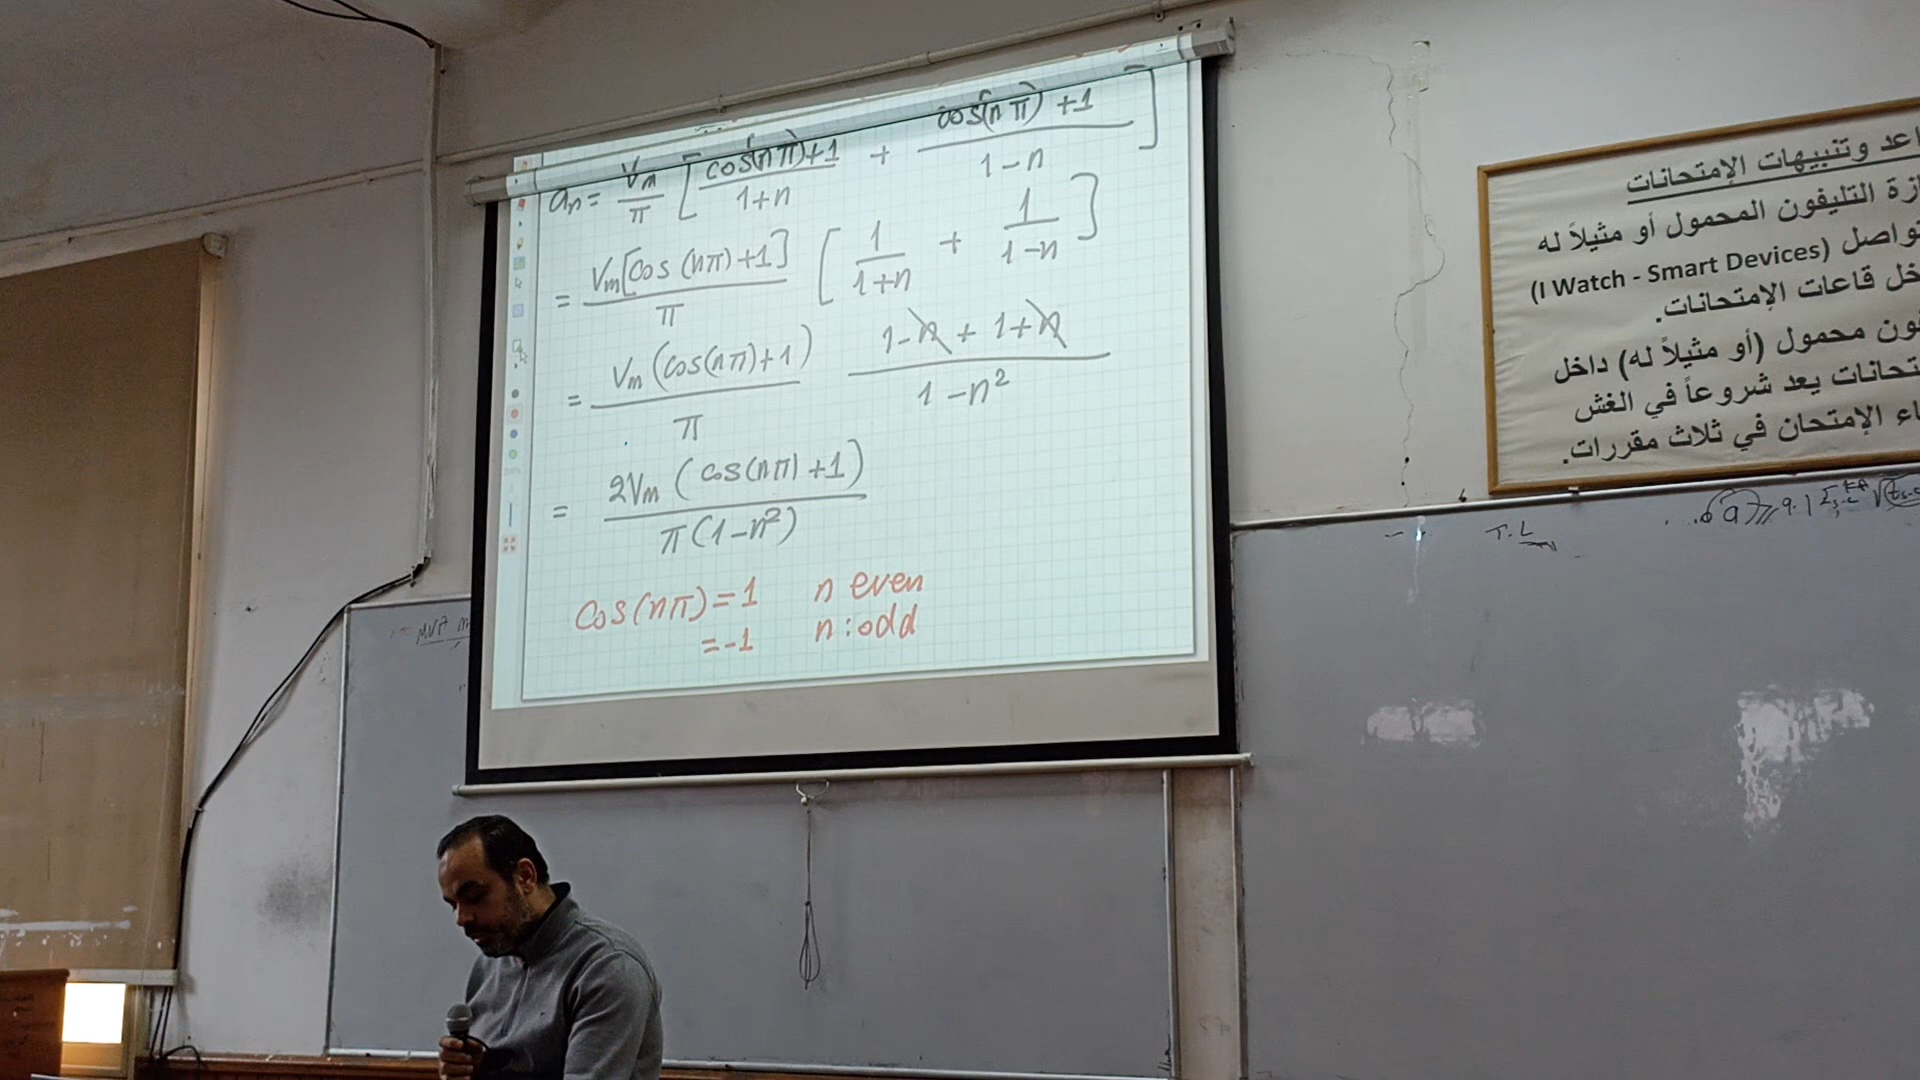 aₙ = Vₘ/π [ (cos(nπ)+1)/(1+n) + (cos(nπ)+1)/(1-n) ]
= Vₘ[cos(nπ)+1]/π [ 1/(1+n) + 1/(1-n) ]
= Vₘ(cos(nπ)+1)/π (1-n + 1+n)/(1-n²)
= 2Vₘ(cos(nπ)+1)/π(1-n²)
cos(nπ)=1 n even
=-1 n:odd
وتنبيهات الإمتحانات
التليفون المحمول أو مثيلاً له
(I Watch - Smart Devices)
قاعات الإمتحانات.
محمول (أو مثيلاً له) داخل
يعد شروعاً في الغش
الإمتحان في ثلاث مقررات.
T.L